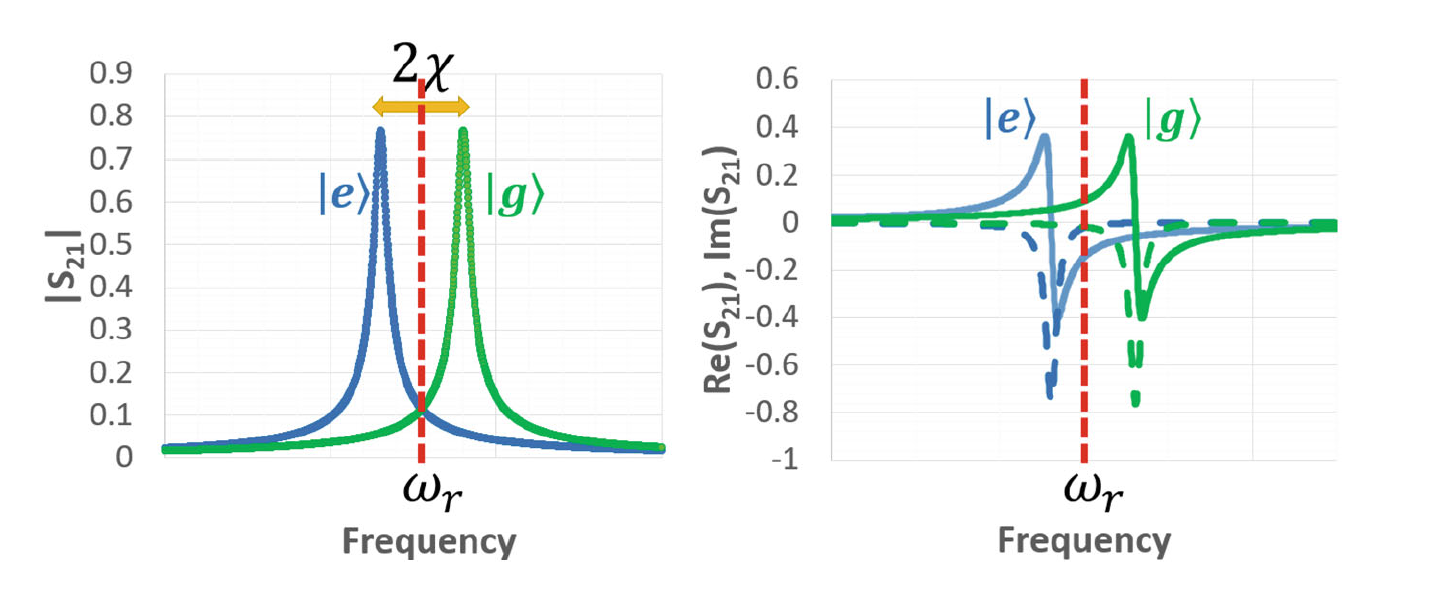 2χ
0.9
0.8
0.7
0.6
0.5
0.4
0.3
0.2
0.1
0
|S21|
|e⟩
|g⟩
ωr
Frequency
0.6
0.4
0.2
0
-0.2
-0.4
-0.6
-0.8
-1
Re(S21), Im(S21)
|e⟩
|g⟩
ωr
Frequency